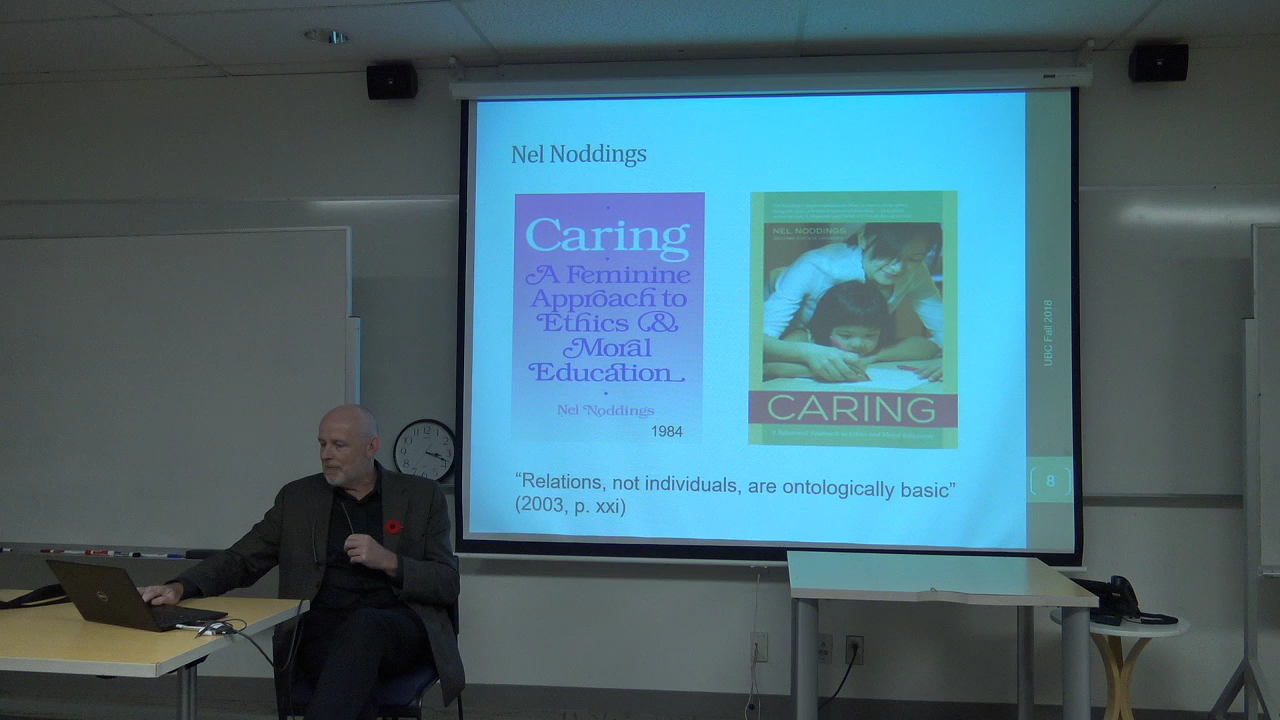 Nel Noddings
Caring
A Feminine
Approach to
Ethics &
Moral
Education
Nel Noddings
1984
NEL NODDINGS
CARING
“Relations, not individuals, are ontologically basic”
(2003, p. xxi)
UBC Fall 2018
8
DELL